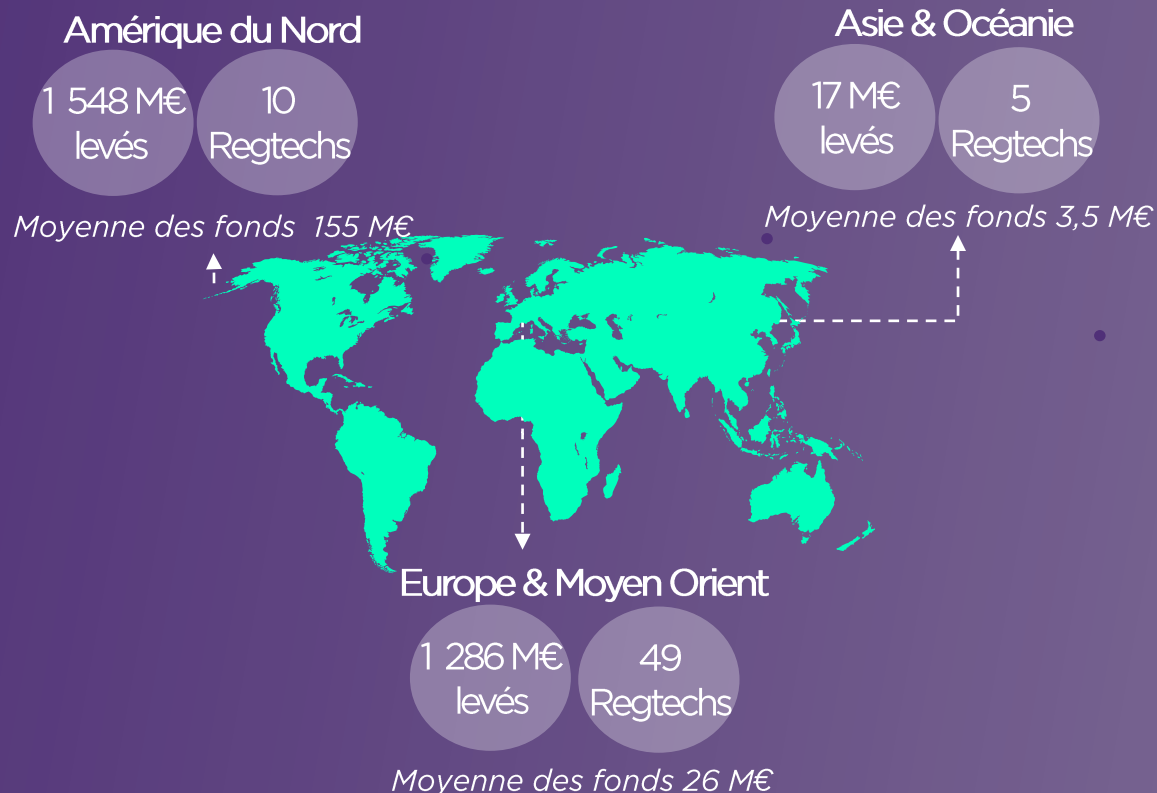 Amérique du Nord
1 548 M€
levés
10
Regtechs
Moyenne des fonds 155 M€
Asie & Océanie
17 M€
levés
5
Regtechs
Moyenne des fonds 3,5 M€
Europe & Moyen Orient
1 286 M€
levés
49
Regtechs
Moyenne des fonds 26 M€